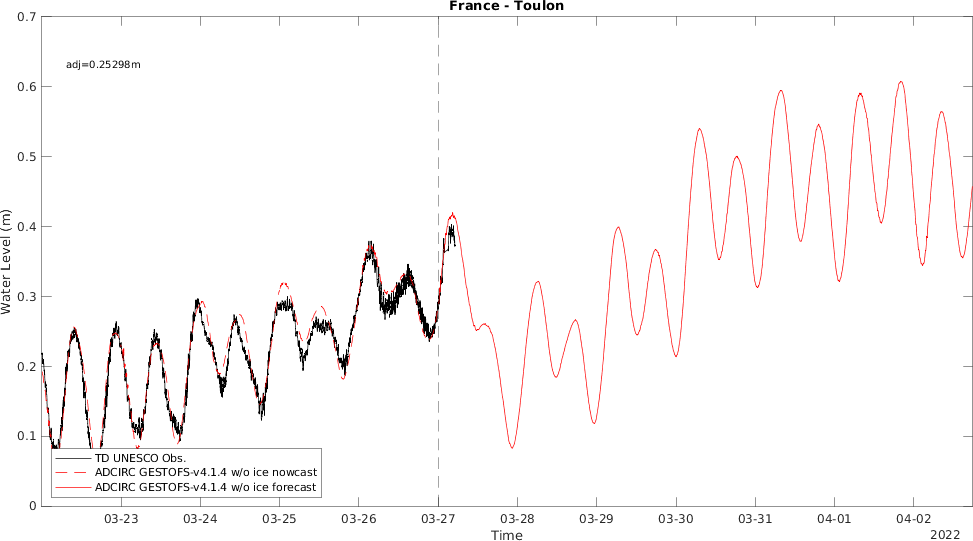 France - Toulon
0.7
adj=0.25298m
0.6
0.5
0.4
0.3
0.2
0.1
0
Water Level (m)
TD UNESCO Obs.
ADCIRC GESTOFS-v4.1.4 w/o ice nowcast
ADCIRC GESTOFS-v4.1.4 w/o ice forecast
03-23 03-24 03-25 03-26 03-27 03-28 03-29 03-30 03-31 04-01 04-02
Time
2022